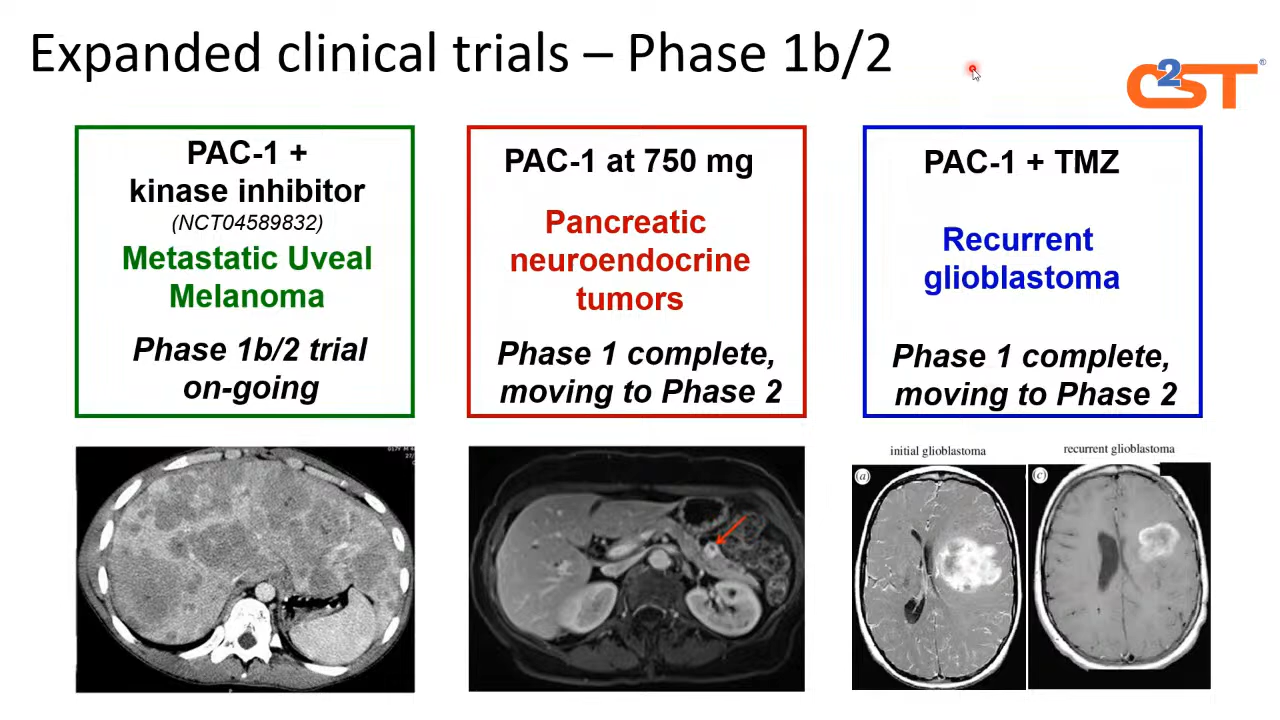 Expanded clinical trials – Phase 1b/2
C2ST®
PAC-1 +
kinase inhibitor
(NCT04589832)
Metastatic Uveal
Melanoma
Phase 1b/2 trial
on-going
PAC-1 at 750 mg
Pancreatic
neuroendocrine
tumors
Phase 1 complete,
moving to Phase 2
PAC-1 + TMZ
Recurrent
glioblastoma
Phase 1 complete,
moving to Phase 2
initial glioblastoma
recurrent glioblastoma
(a)
(c)